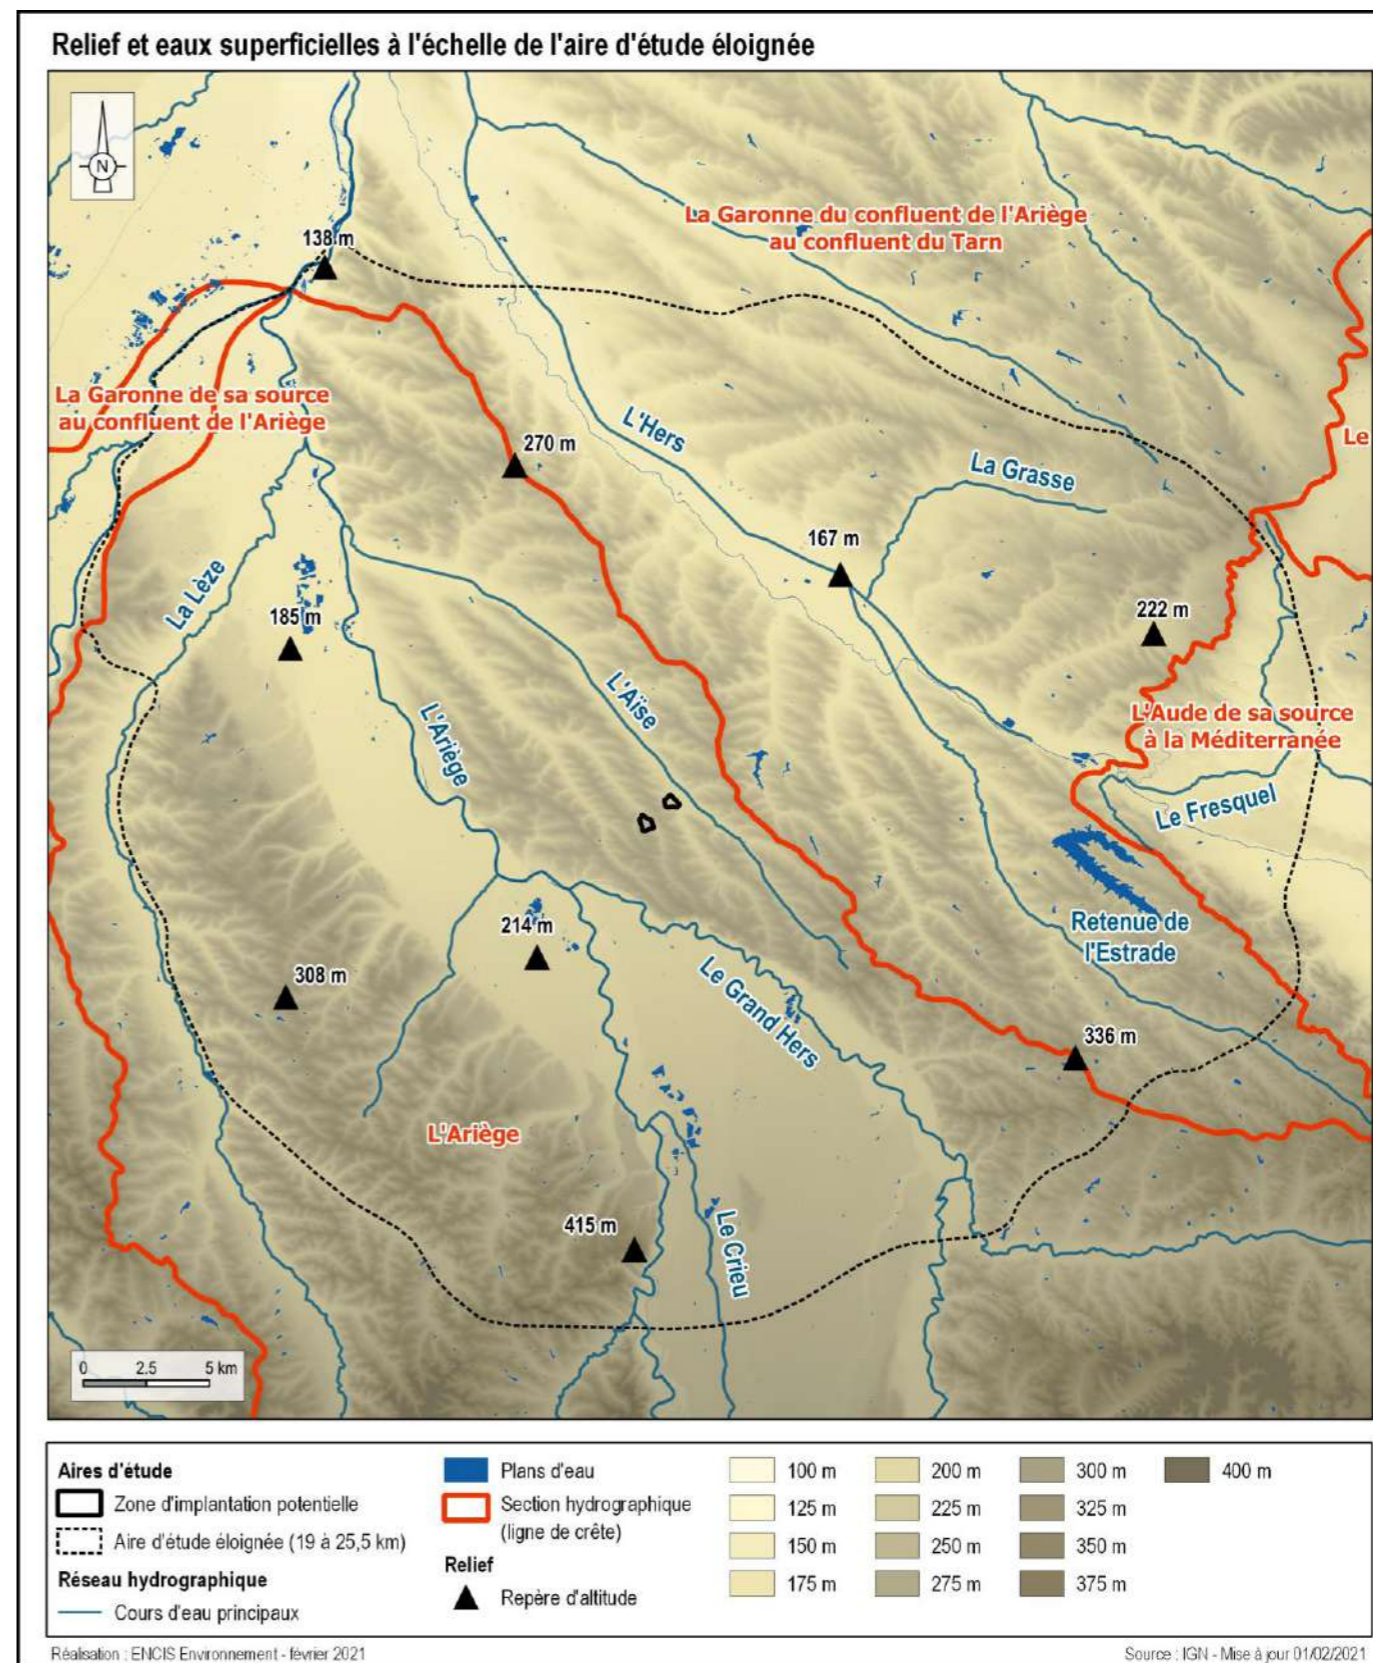 Relief et eaux superficielles à l'échelle de l'aire d'étude éloignée
N
138 m
La Garonne du confluent de l'Ariège
au confluent du Tarn
La Garonne de sa source
au confluent de l'Ariège
L'Hers
Le
270 m
La Grasse
167 m
La Lèze
185 m
222 m
L'Aïse
L'Ariège
L'Aude de sa source
à la Méditerranée
Le Fresquel
214 m
Retenue de
l'Estrade
308 m
Le Grand Hers
336 m
L'Ariège
415 m
Le Crieu
0 2.5 5 km
Aires d'étude
Zone d'implantation potentielle
Aire d'étude éloignée (19 à 25,5 km)
Réseau hydrographique
Cours d'eau principaux
Plans d'eau
Section hydrographique
(ligne de crête)
Relief
Repère d'altitude
100 m
125 m
150 m
175 m
200 m
225 m
250 m
275 m
300 m
325 m
350 m
375 m
400 m
Réalisation : ENCIS Environnement - février 2021
Source : IGN - Mise à jour 01/02/2021